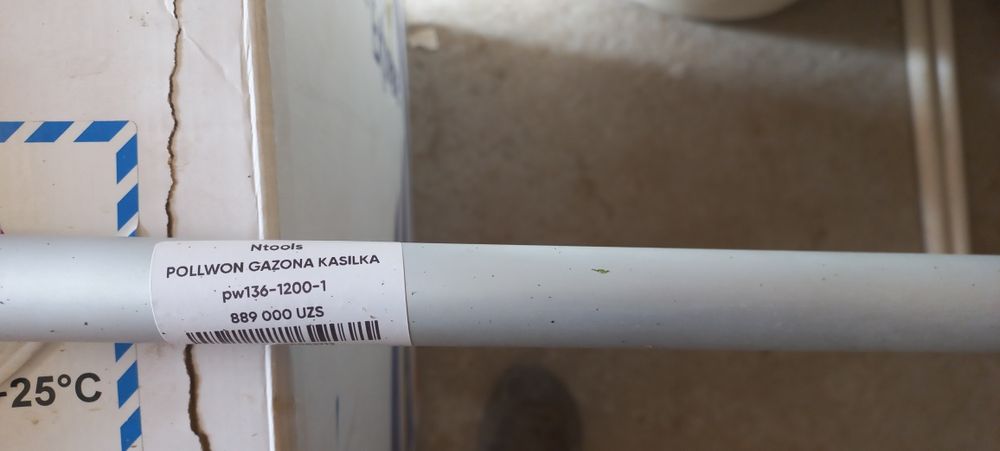 Ntools
POLLWON GAZONA KASILKA
pw136-1200-1
889 000 UZS
-25°C